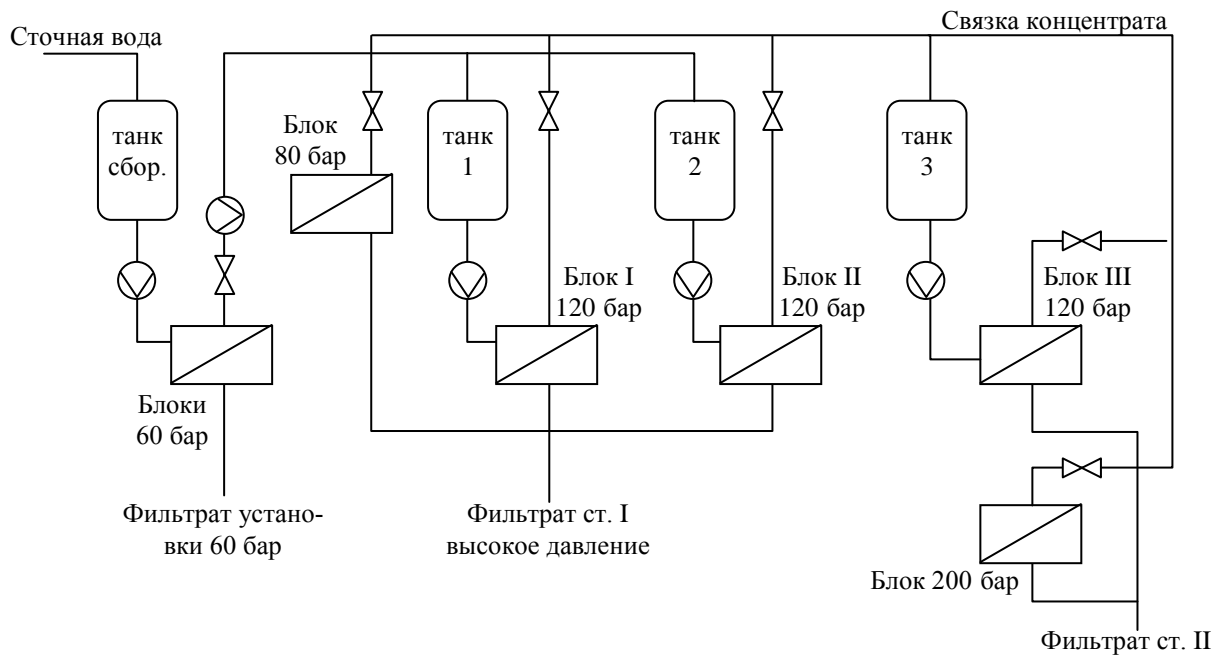 Связка концентрата
Сточная вода
танк
сбор.
Блок
80 бар
танк
1
танк
2
танк
3
Блок I
120 бар
Блок II
120 бар
Блок III
120 бар
Блоки
60 бар
Фильтрат установ-
вки 60 бар
Фильтрат ст. I
высокое давление
Блок 200 бар
Фильтрат ст. II